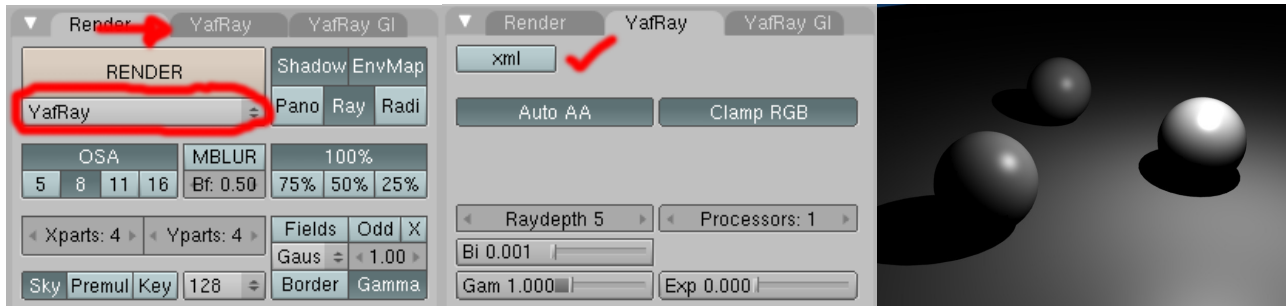 Render YafRay YafRay GI
RENDER
Shadow EnvMap
YafRay
Pano Ray Radi
OSA MBLUR 100%
5 8 11 16 Bf: 0.50 75% 50% 25%
Xparts: 4 Yparts: 4
Fields Odd X
Gaus 1.00
Sky Premul Key 128 Border Gamma
Render YafRay YafRay GI
xml
Auto AA Clamp RGB
Raydepth 5 Processors: 1
Bi 0.001
Gam 1.000 Exp 0.000